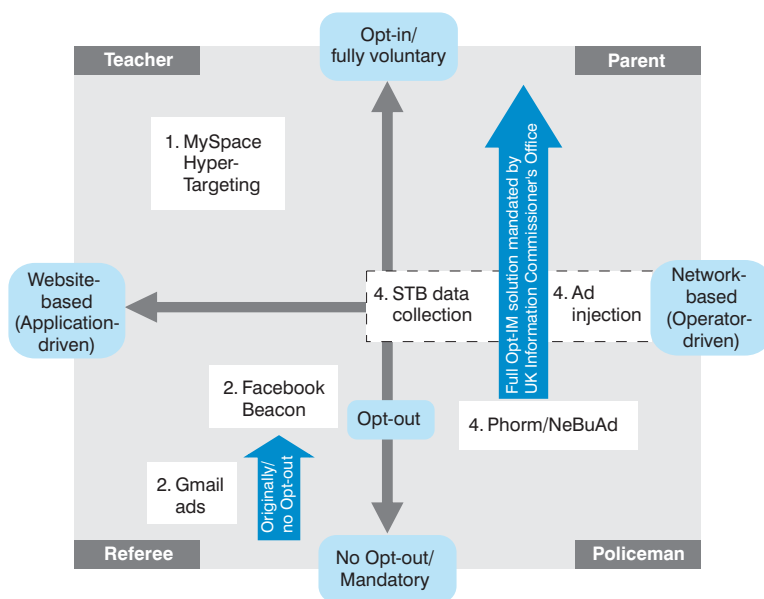 Opt-in/
fully voluntary
Teacher
Parent
1. MySpace
Hyper-
Targeting
Full Opt-IM solution mandated by
UK Information Commissioner's Office
Website-
based
(Application-
driven)
4. STB data
collection
4. Ad
injection
Network-
based
(Operator-
driven)
2. Facebook
Beacon
Opt-out
4. Phorm/NeBuAd
2. Gmail
ads
Originally/
no Opt-out
Referee
No Opt-out/
Mandatory
Policeman